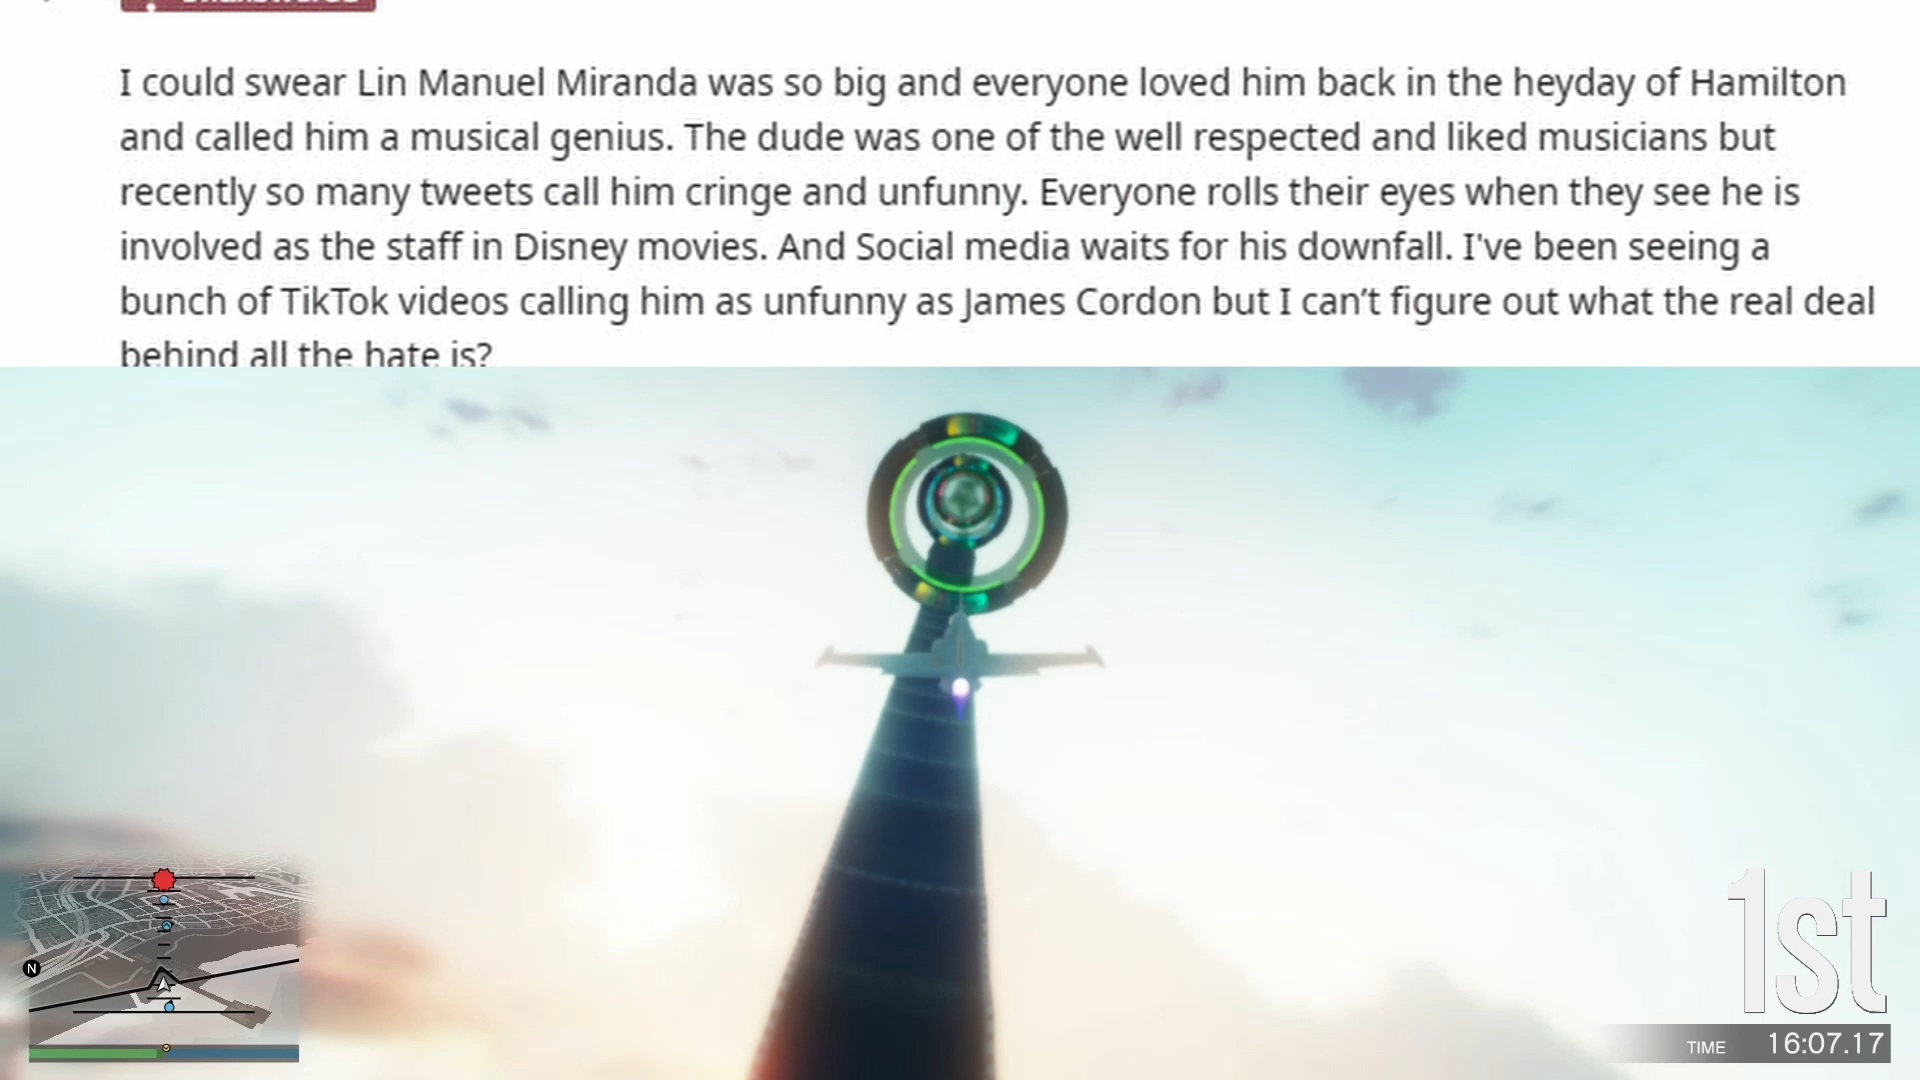 I could swear Lin Manuel Miranda was so big and everyone loved him back in the heyday of Hamilton
and called him a musical genius. The dude was one of the well respected and liked musicians but
recently so many tweets call him cringe and unfunny. Everyone rolls their eyes when they see he is
involved as the staff in Disney movies. And Social media waits for his downfall. I've been seeing a
bunch of TikTok videos calling him as unfunny as James Cordon but I can’t figure out what the real deal
behind all the hate is?
N
1st
TIME 16:07.17